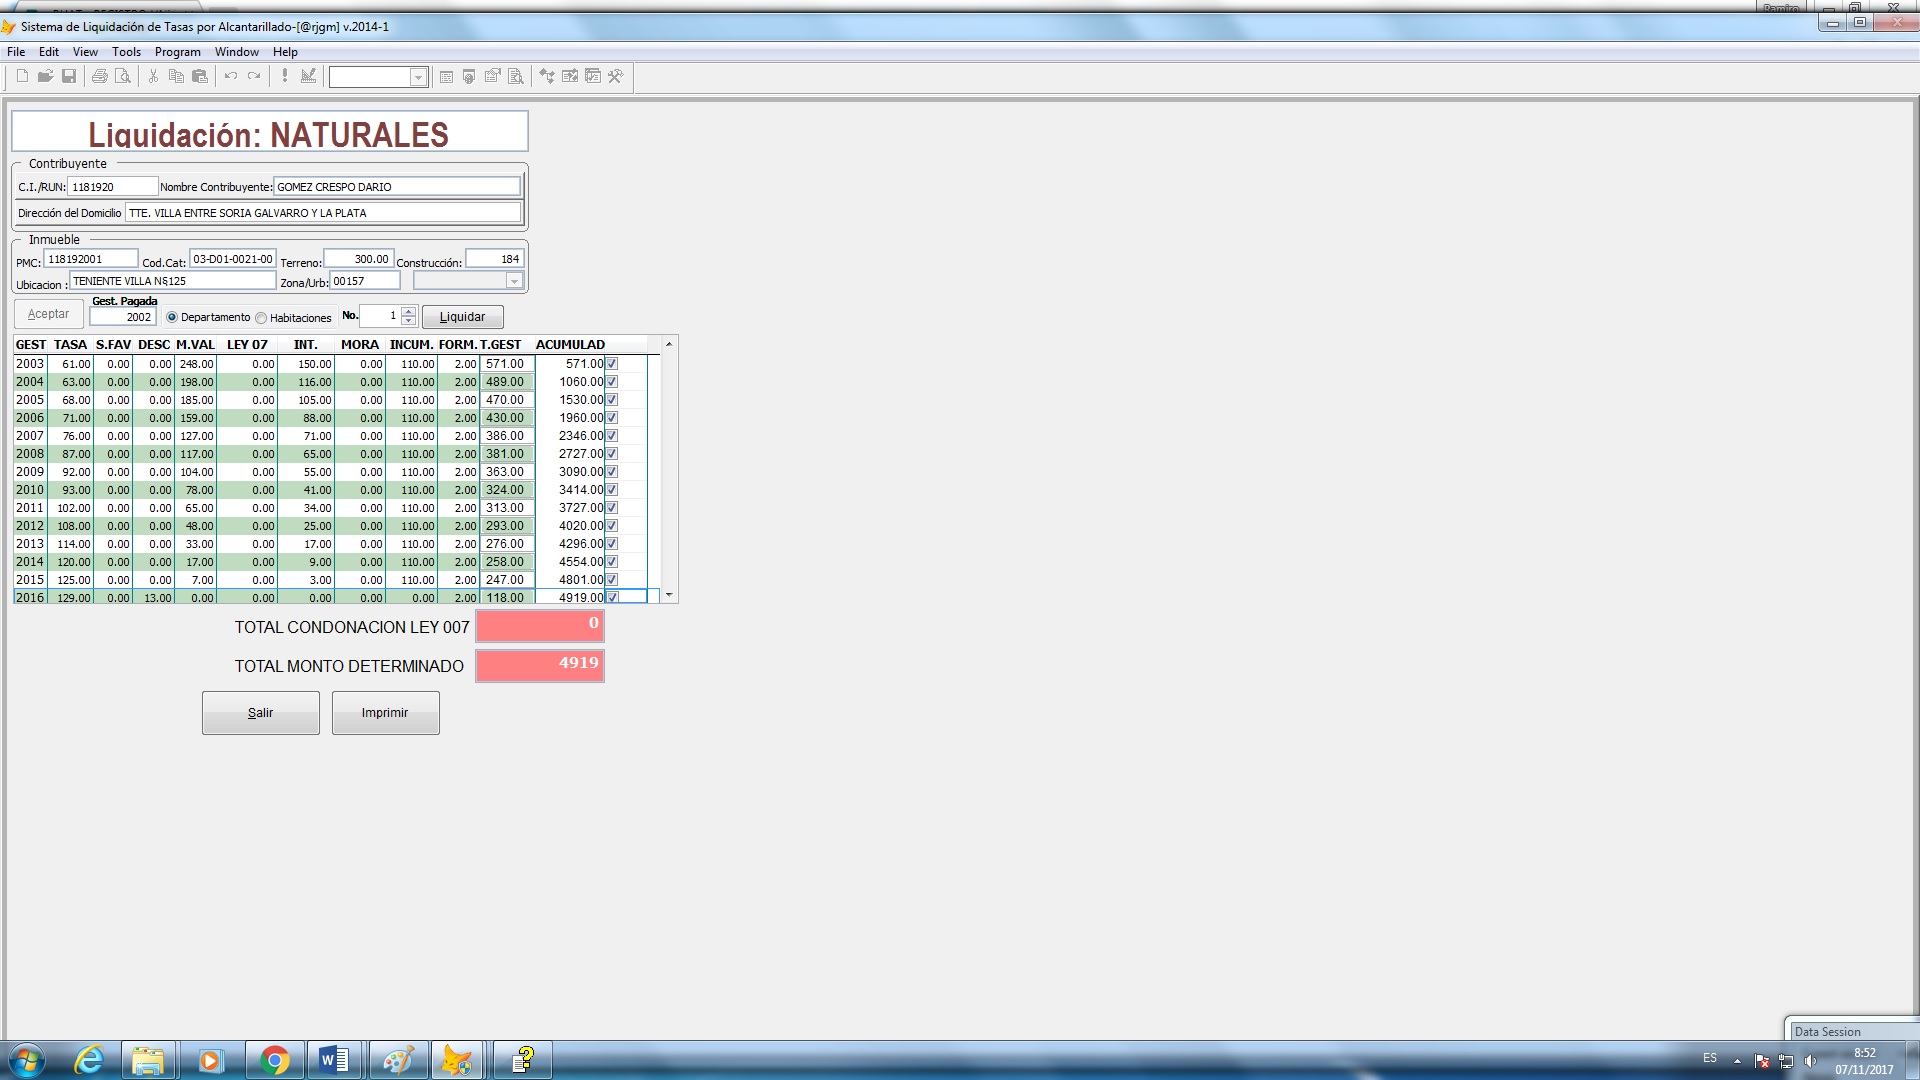 Sistema de Liquidación de Tasas por Alcantarillado-[@rjgm] v.2014-1
File Edit View Tools Program Window Help
Liquidación: NATURALES
Contribuyente
C.I./RUN: 1181920 Nombre Contribuyente: GOMEZ CRESPO DARIO
Dirección del Domicilio TTE. VILLA ENTRE SORIA GALVARRO Y LA PLATA
Inmueble
PMC: 118192001 Cod.Cat: 03-D01-0021-00 Terreno: 300.00 Construcción: 184
Ubicacion : TENIENTE VILLA N§125 Zona/Urb: 00157
Aceptar Gest. Pagada 2002 Departamento Habitaciones No. 1 Liquidar
GEST TASA S.FAV DESC M.VAL LEY 07 INT. MORA INCUM. FORM. T.GEST ACUMULAD
2003 61.00 0.00 0.00 248.00 0.00 150.00 0.00 110.00 2.00 571.00 571.00
2004 63.00 0.00 0.00 198.00 0.00 116.00 0.00 110.00 2.00 489.00 1060.00
2005 68.00 0.00 0.00 185.00 0.00 105.00 0.00 110.00 2.00 470.00 1530.00
2006 71.00 0.00 0.00 159.00 0.00 88.00 0.00 110.00 2.00 430.00 1960.00
2007 76.00 0.00 0.00 127.00 0.00 71.00 0.00 110.00 2.00 386.00 2346.00
2008 87.00 0.00 0.00 117.00 0.00 65.00 0.00 110.00 2.00 381.00 2727.00
2009 92.00 0.00 0.00 104.00 0.00 55.00 0.00 110.00 2.00 363.00 3090.00
2010 93.00 0.00 0.00 78.00 0.00 41.00 0.00 110.00 2.00 324.00 3414.00
2011 102.00 0.00 0.00 65.00 0.00 34.00 0.00 110.00 2.00 313.00 3727.00
2012 108.00 0.00 0.00 48.00 0.00 25.00 0.00 110.00 2.00 293.00 4020.00
2013 114.00 0.00 0.00 33.00 0.00 17.00 0.00 110.00 2.00 276.00 4296.00
2014 120.00 0.00 0.00 17.00 0.00 9.00 0.00 110.00 2.00 258.00 4554.00
2015 125.00 0.00 0.00 7.00 0.00 3.00 0.00 110.00 2.00 247.00 4801.00
2016 129.00 0.00 13.00 0.00 0.00 0.00 0.00 0.00 2.00 118.00 4919.00
TOTAL CONDONACION LEY 007 0
TOTAL MONTO DETERMINADO 4919
Salir Imprimir
Data Session
ES 8:52
07/11/2017